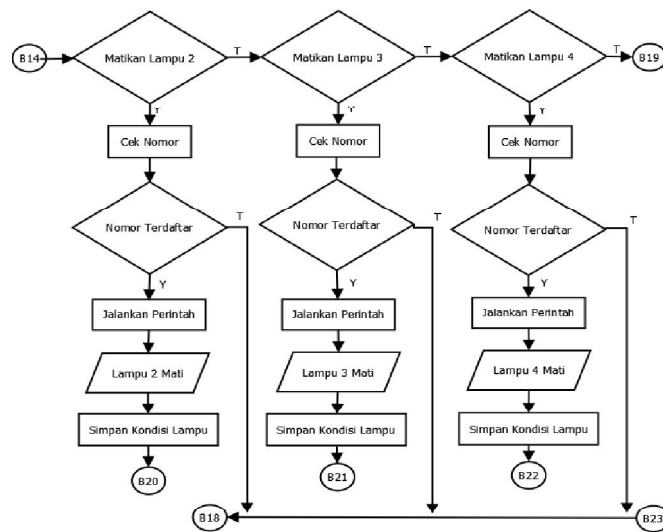 B14
Matikan Lampu 2
T
Matikan Lampu 3
T
Matikan Lampu 4
T
B19
Y
Y
Y
Cek Nomor
Cek Nomor
Cek Nomor
Nomor Terdaftar
T
Nomor Terdaftar
T
Nomor Terdaftar
T
Y
Y
Y
Jalankan Perintah
Jalankan Perintah
Jalankan Perintah
Lampu 2 Mati
Lampu 3 Mati
Lampu 4 Mati
Simpan Kondisi Lampu
Simpan Kondisi Lampu
Simpan Kondisi Lampu
B20
B21
B22
B18
B23